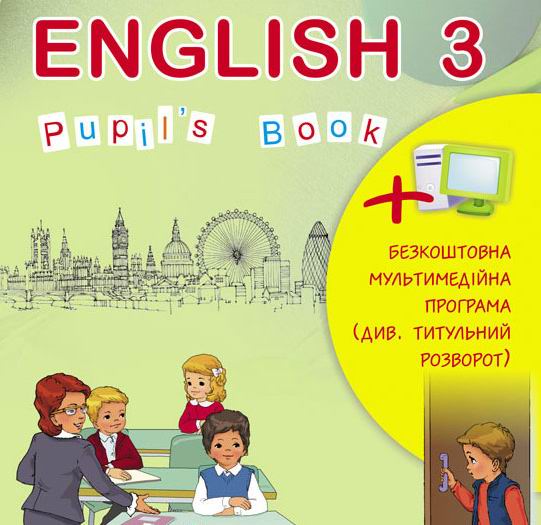 ENGLISH 3
Pupil's Book
+
БЕЗКОШТОВНА
МУЛЬТИМЕДІЙНА
ПРОГРАМА
(ДИВ. ТИТУЛЬНИЙ
РОЗВОРОТ)